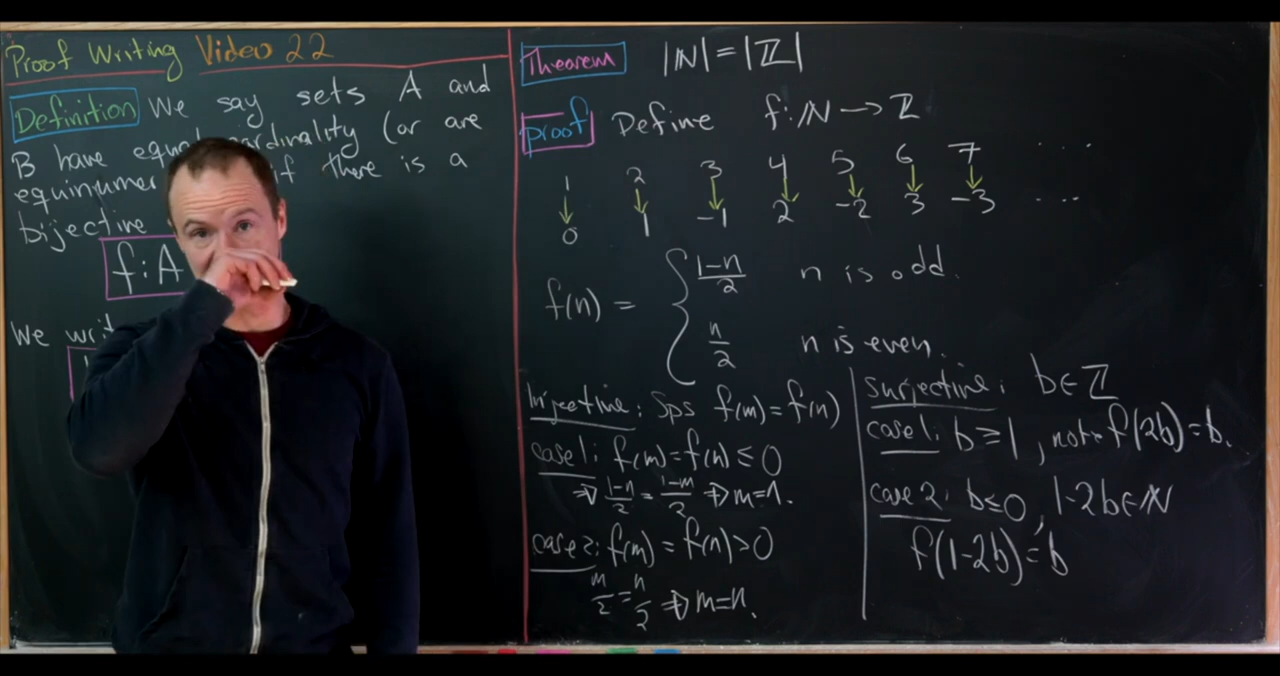 Proof Writing Video 22
Definition We say sets A and
B have equal cardinality (or are
if there is a
bijective
f: A
We
Theorem |ℕ| = |ℤ|
proof Define f: ℕ → ℤ
1 2 3 4 5 6 7 ....
↓ ↓ ↓ ↓ ↓ ↓ ↓
0 1 -1 2 -2 3 -3 ...
f(n) = { (1-n)/2 n is odd.
n/2 n is even.
Injective: Sps f(m) = f(n)
case 1: f(m) = f(n) ≤ 0
⇒ (1-n)/2 = (1-m)/2 ⇒ m=n.
case 2: f(m) = f(n) > 0
m/2 = n/2 ⇒ m=n.
Surjective: b ∈ ℤ
case 1: b ≥ 1, note f(2b) = b.
case 2: b ≤ 0, 1-2b ∈ ℕ
f(1-2b) = b